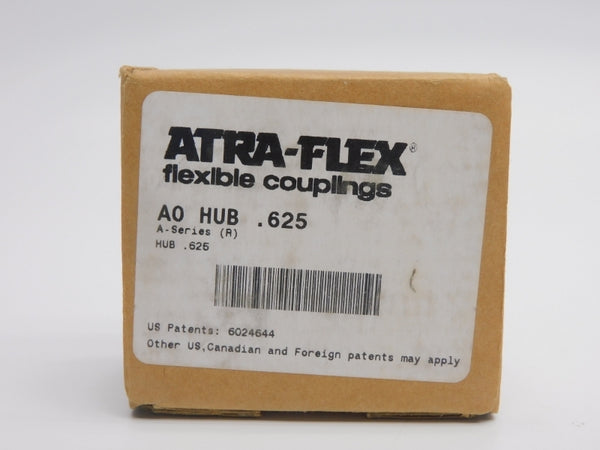 ATRA-FLEX®
flexible couplings
A0 HUB .625
A-Series (R)
HUB .625
US Patents: 6024644
Other US,Canadian and Foreign patents may apply